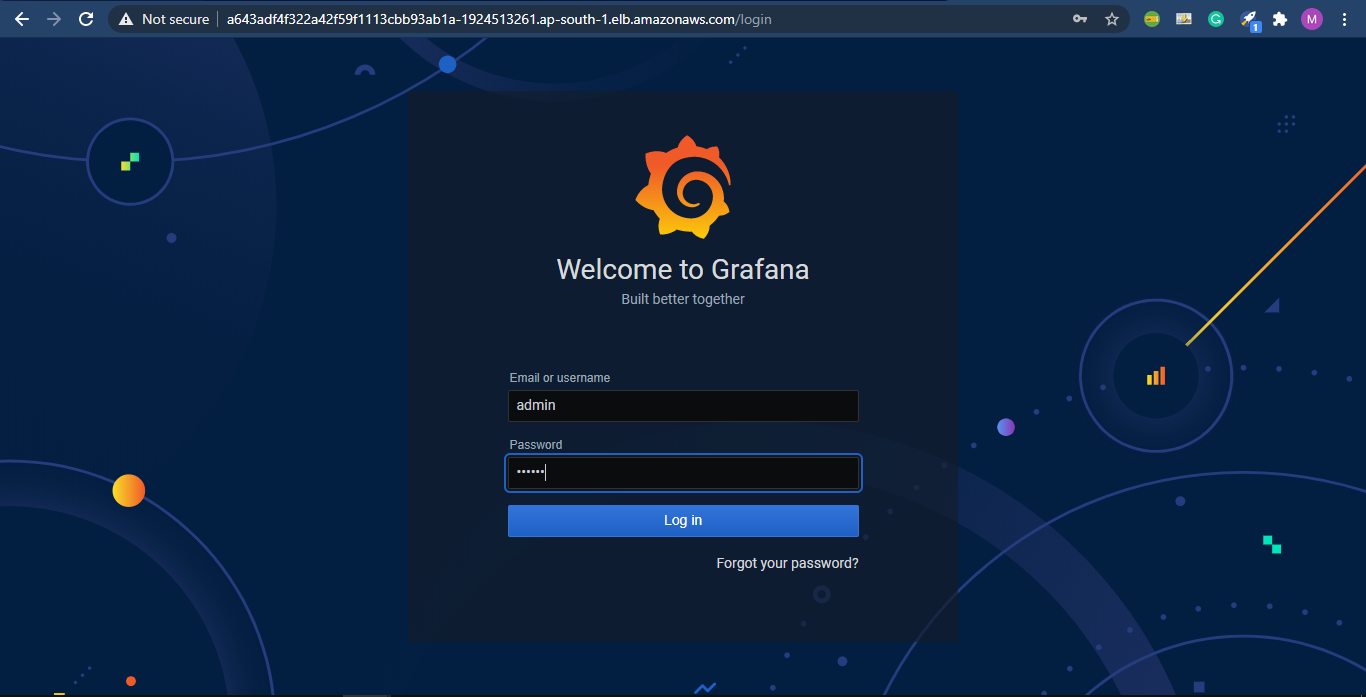 Not secure
a643adf4f322a42f59f1113cbb93ab1a-1924513261.ap-south-1.elb.amazonaws.com/login
1
M
Welcome to Grafana
Built better together
Email or username
admin
Password
••••••
Log in
Forgot your password?